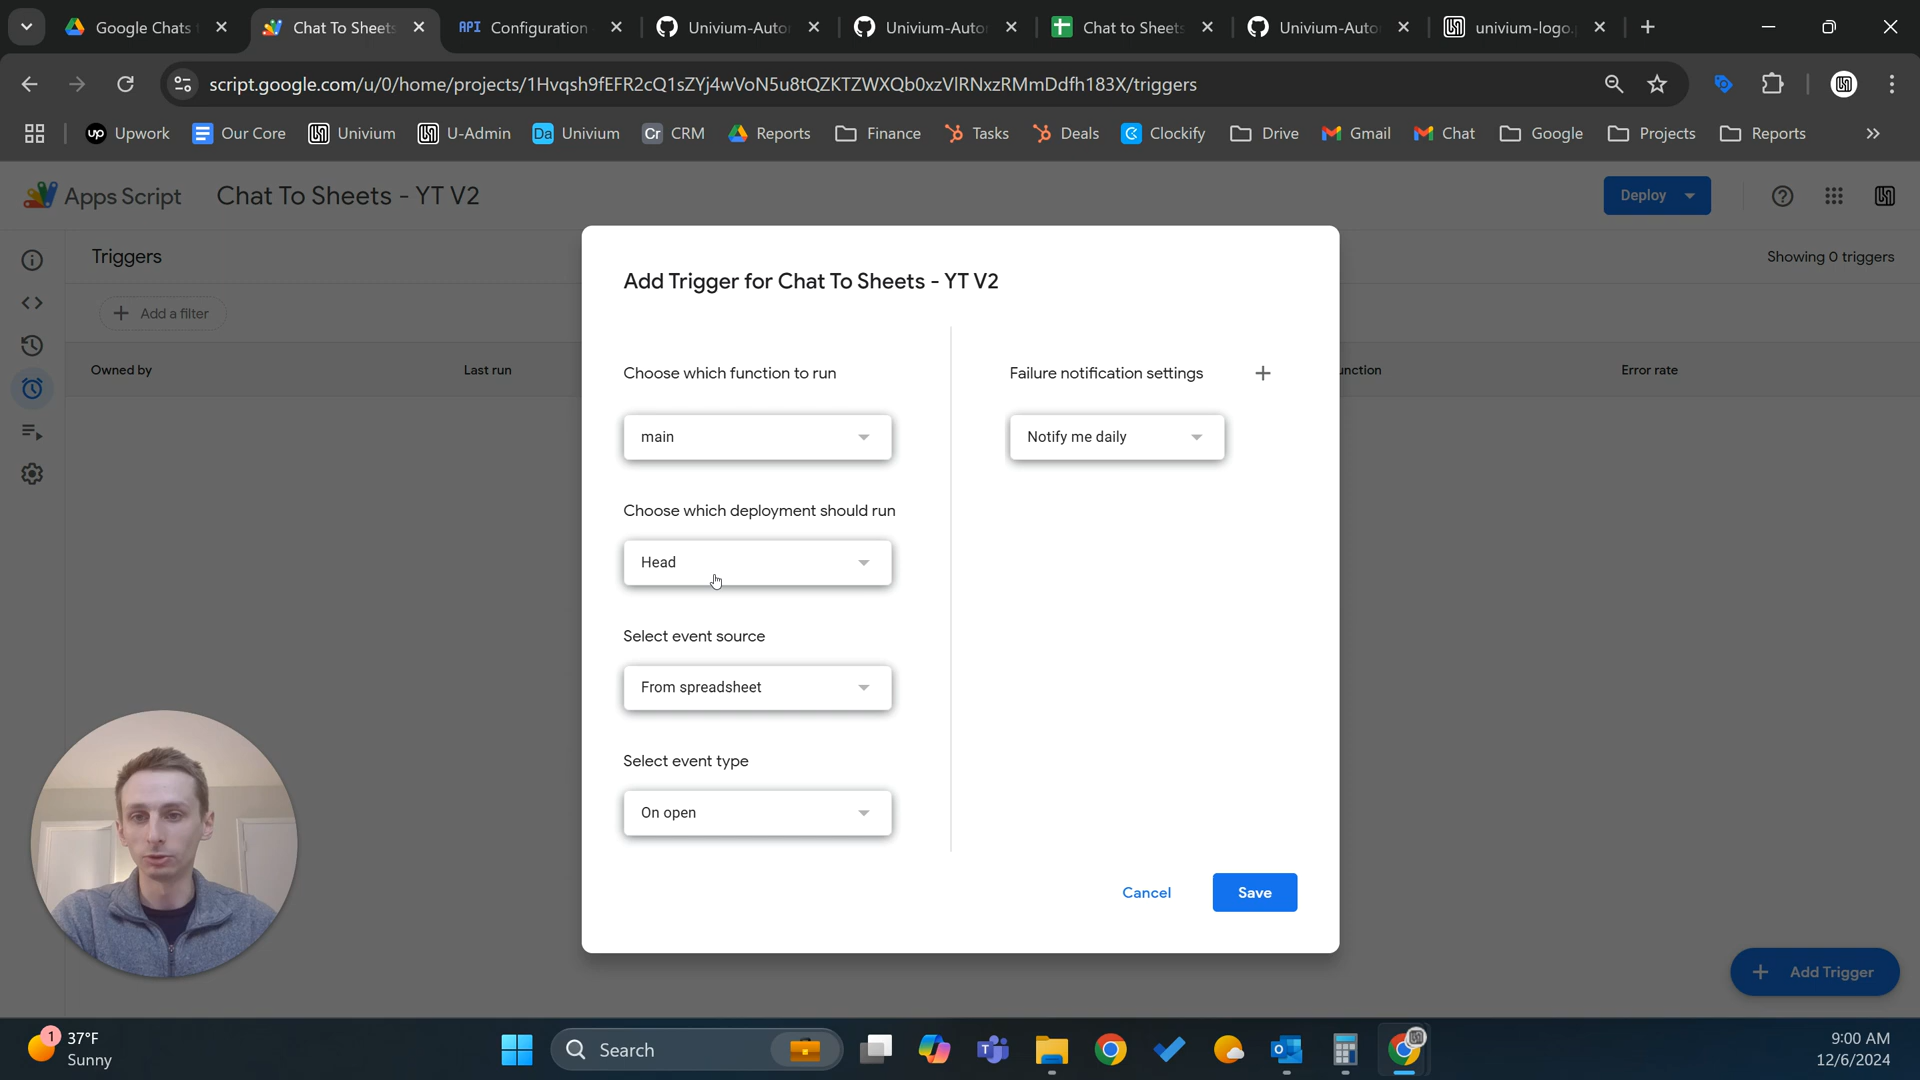 Google Chats
Chat To Sheets
API Configuration
Univium-Auto
Univium-Auto
Chat to Sheets
Univium-Auto
univium-logo.
script.google.com/u/0/home/projects/1Hvqsh9fEFR2cQ1sZYj4wVoN5u8tQZKTZWXQb0xzVlRNxzRMmDdfh183X/triggers
up Upwork
Our Core
Univium
U-Admin
Da Univium
Cr CRM
Reports
Finance
Tasks
Deals
Clockify
Drive
Gmail
Chat
Google
Projects
Reports
Apps Script
Chat To Sheets - YT V2
Deploy
Triggers
Showing 0 triggers
Add a filter
Owned by
Last run
unction
Error rate
Add Trigger for Chat To Sheets - YT V2
Choose which function to run
main
Choose which deployment should run
Head
Select event source
From spreadsheet
Select event type
On open
Failure notification settings
Notify me daily
Cancel
Save
Add Trigger
1
37°F
Sunny
Search
9:00 AM
12/6/2024